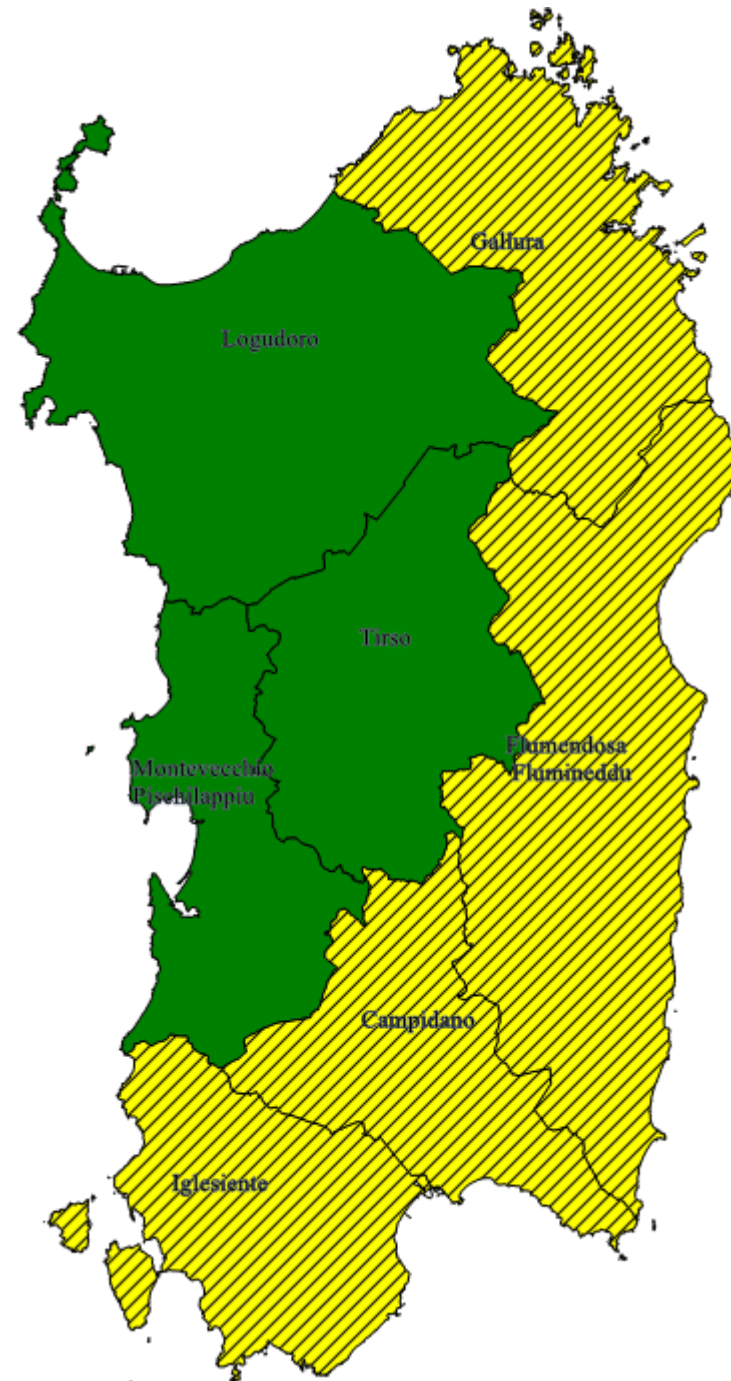 Gallura
Logudoro
Tirso
Flumendosa
Flumineddu
Montevecchio
Pischilappiu
Campidano
Iglesiente